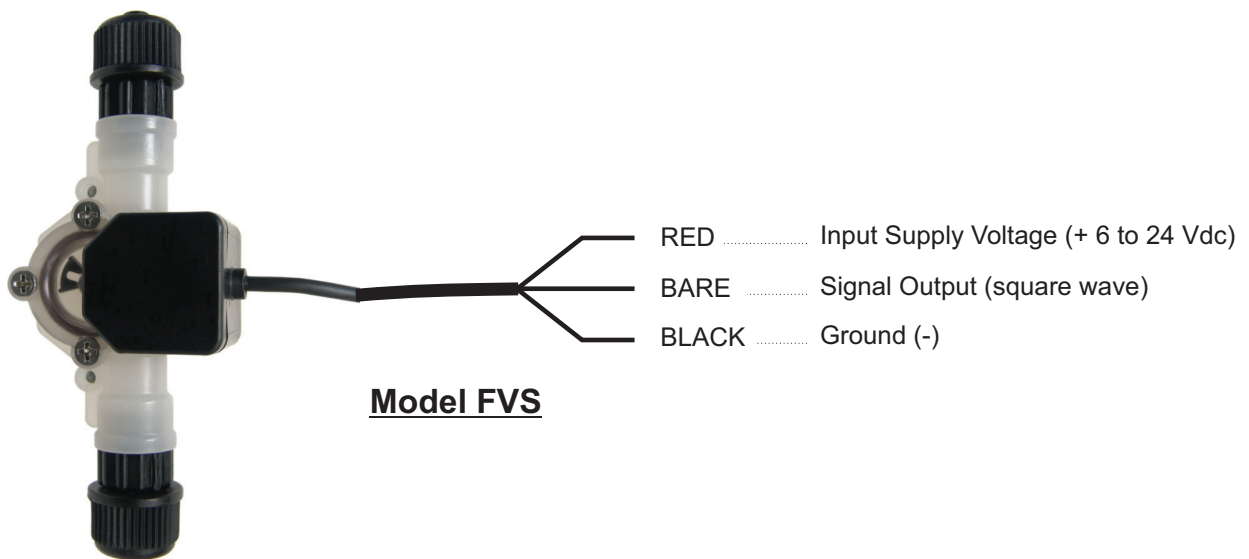 RED ........................ Input Supply Voltage (+ 6 to 24 Vdc)
BARE ..................... Signal Output (square wave)
BLACK ............... Ground (-)
Model FVS